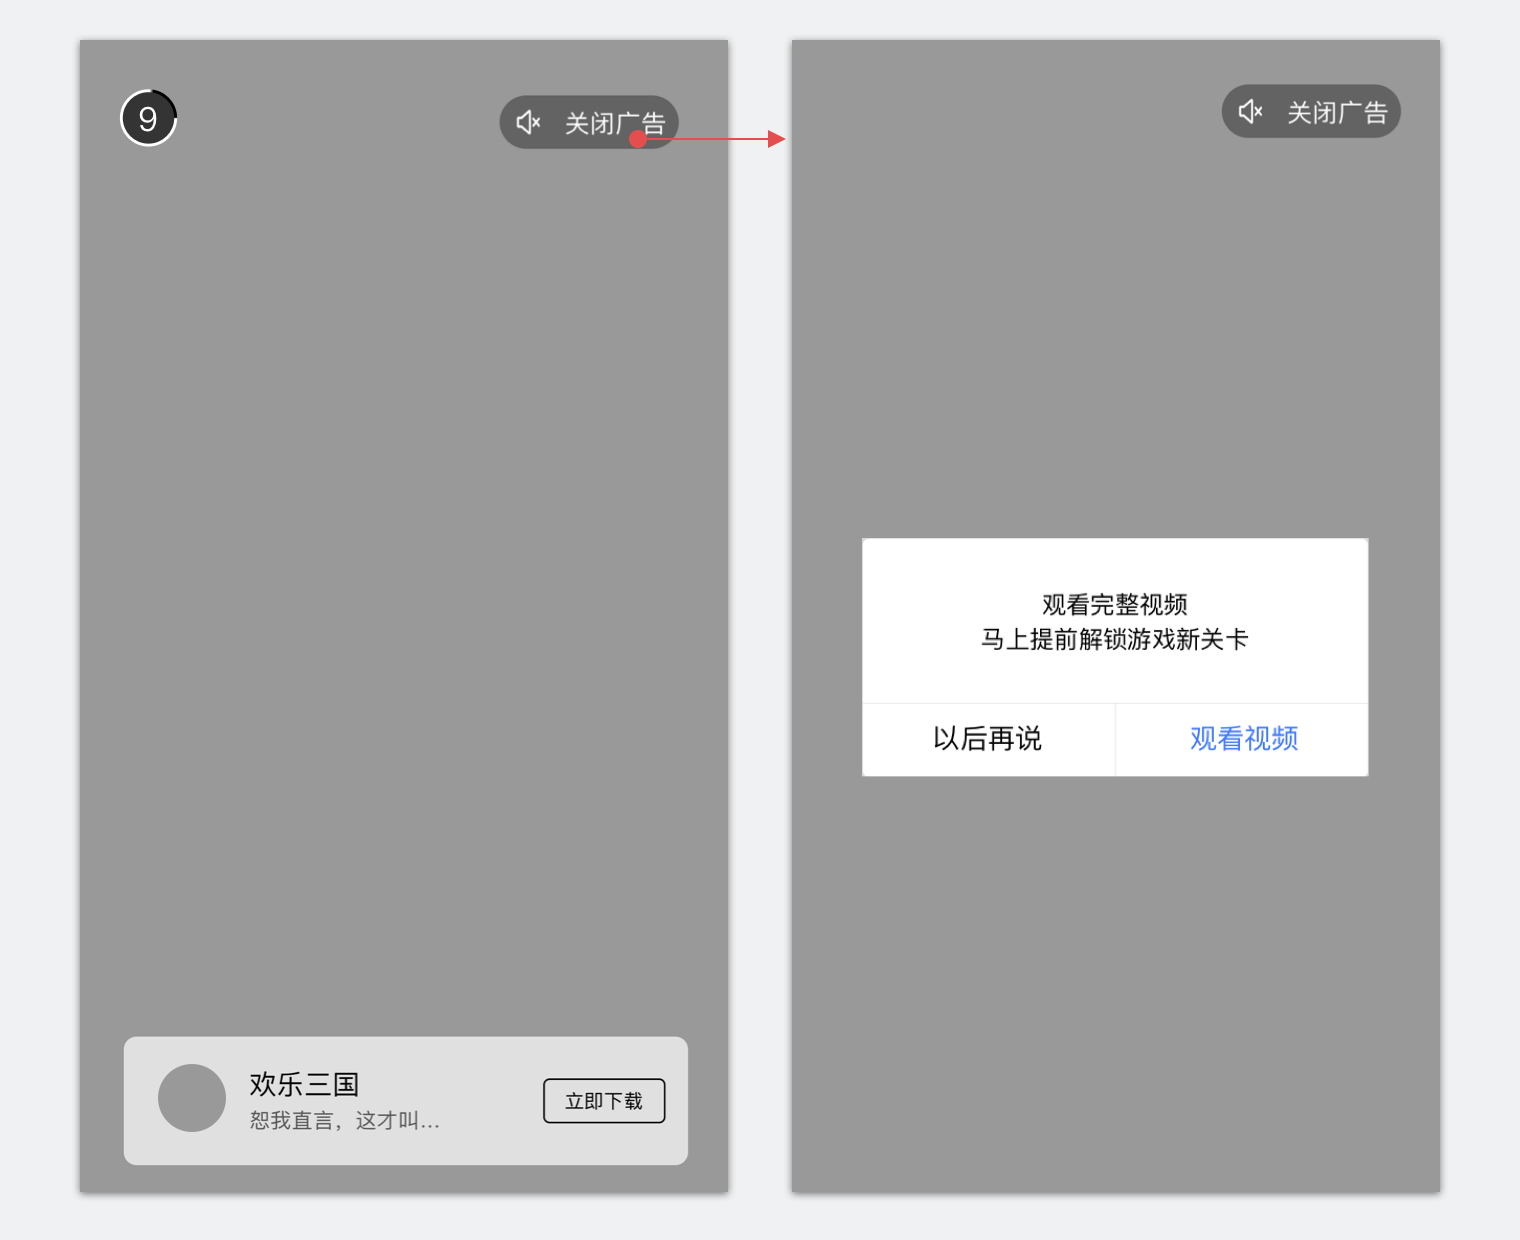 9
关闭广告
欢乐三国
恕我直言，这才叫...
立即下载
关闭广告
观看完整视频
马上提前解锁游戏新关卡
以后再说
观看视频